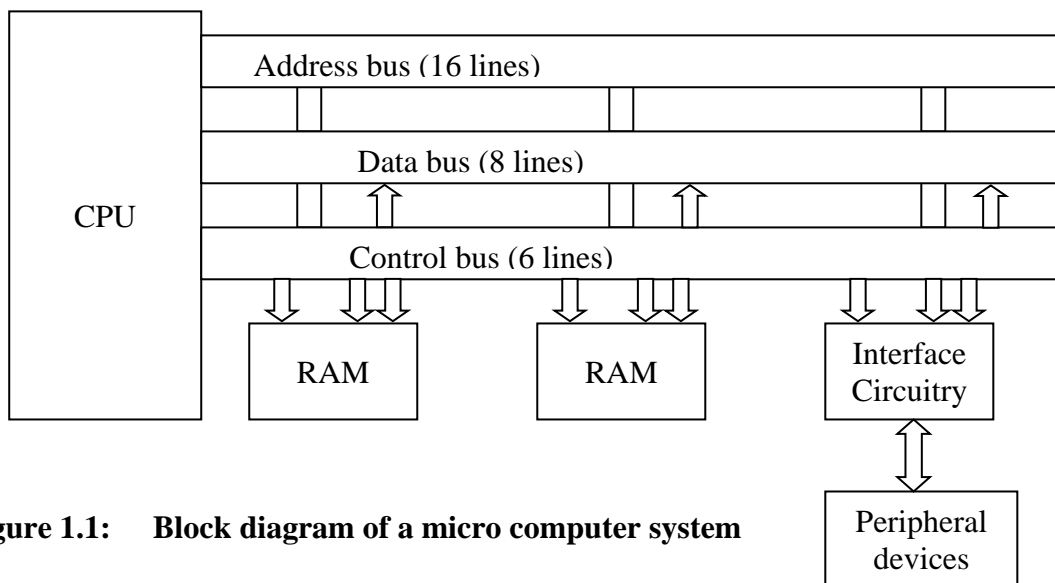 Address bus (16 lines)
Data bus (8 lines)
CPU
Control bus (6 lines)
RAM
RAM
Interface
Circuitry
Peripheral
devices
gure 1.1: Block diagram of a micro computer system